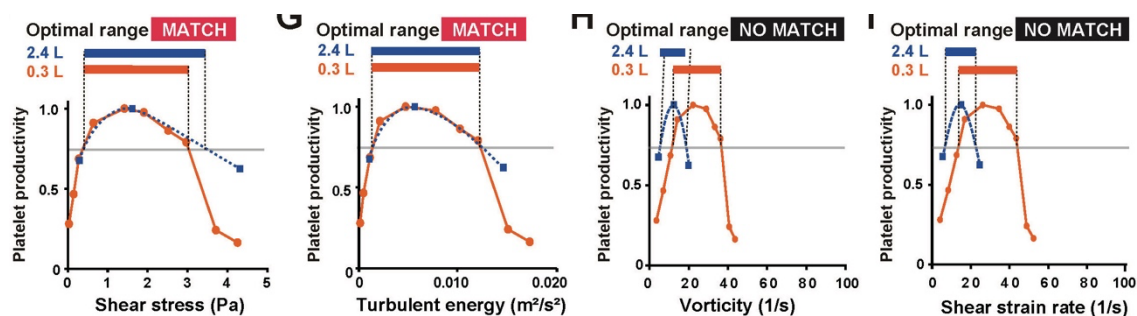 G
H
I
Optimal range MATCH
2.4 L
0.3 L
Platelet productivity
1.0
0.5
0
0 1 2 3 4 5
Shear stress (Pa)
Optimal range MATCH
2.4 L
0.3 L
Platelet productivity
1.0
0.5
0
0 0.010 0.020
Turbulent energy (m²/s²)
Optimal range NO MATCH
2.4 L
0.3 L
Platelet productivity
1.0
0.5
0
0 20 40 60 80 100
Vorticity (1/s)
Optimal range NO MATCH
2.4 L
0.3 L
Platelet productivity
1.0
0.5
0
0 20 40 60 80 100
Shear strain rate (1/s)